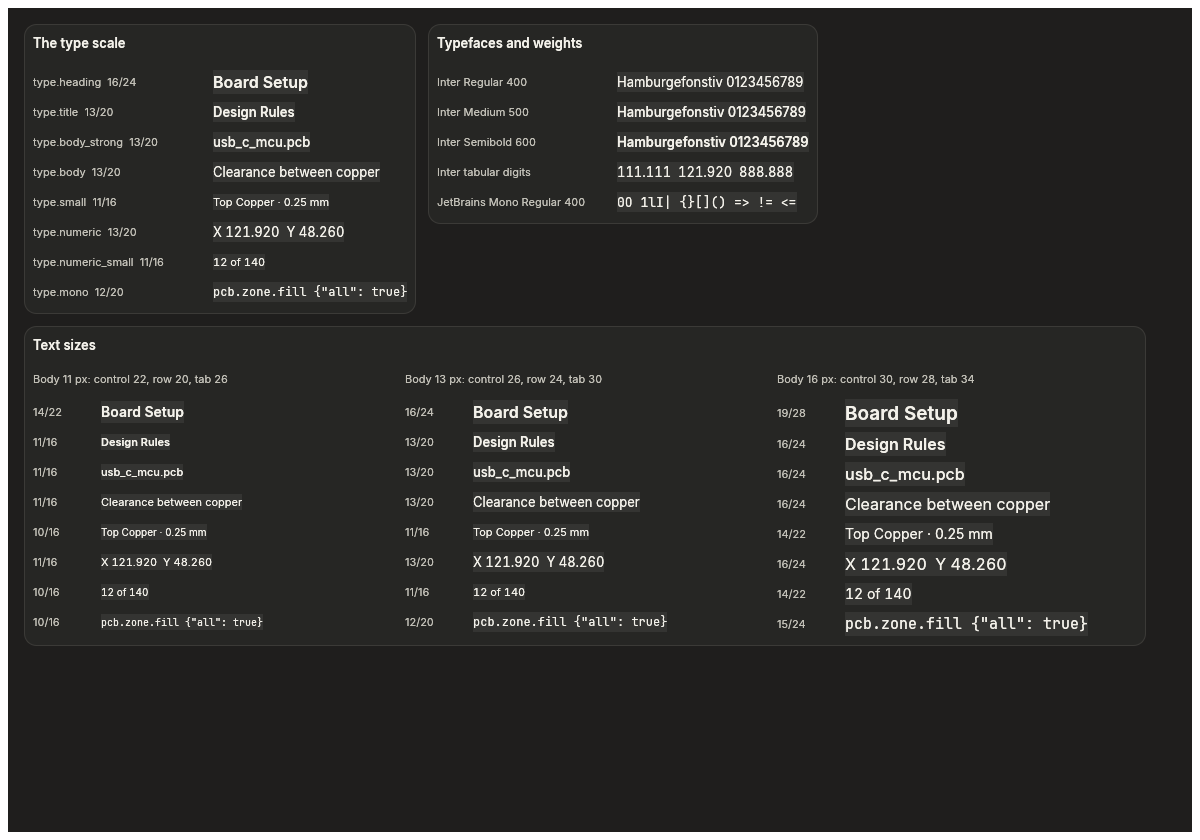 The type scale
type.heading 16/24 Board Setup
type.title 13/20 Design Rules
type.body_strong 13/20 usb_c_mcu.pcb
type.body 13/20 Clearance between copper
type.small 11/16 Top Copper · 0.25 mm
type.numeric 13/20 X 121.920 Y 48.260
type.numeric_small 11/16 12 of 140
type.mono 12/20 pcb.zone.fill {"all": true}
Typefaces and weights
Inter Regular 400 Hamburgefonstiv 0123456789
Inter Medium 500 Hamburgefonstiv 0123456789
Inter Semibold 600 Hamburgefonstiv 0123456789
Inter tabular digits 111.111 121.920 888.888
JetBrains Mono Regular 400 0O 1lI| {}[]() => != <=
Text sizes
Body 11 px: control 22, row 20, tab 26
14/22 Board Setup
11/16 Design Rules
11/16 usb_c_mcu.pcb
11/16 Clearance between copper
10/16 Top Copper · 0.25 mm
11/16 X 121.920 Y 48.260
10/16 12 of 140
10/16 pcb.zone.fill {"all": true}
Body 13 px: control 26, row 24, tab 30
16/24 Board Setup
13/20 Design Rules
13/20 usb_c_mcu.pcb
13/20 Clearance between copper
11/16 Top Copper · 0.25 mm
13/20 X 121.920 Y 48.260
11/16 12 of 140
12/20 pcb.zone.fill {"all": true}
Body 16 px: control 30, row 28, tab 34
19/28 Board Setup
16/24 Design Rules
16/24 usb_c_mcu.pcb
16/24 Clearance between copper
14/22 Top Copper · 0.25 mm
16/24 X 121.920 Y 48.260
14/22 12 of 140
15/24 pcb.zone.fill {"all": true}